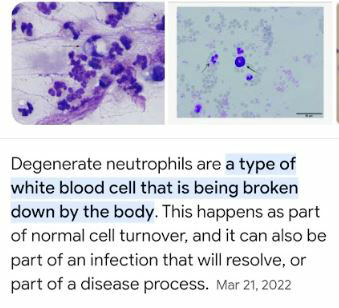 Degenerate neutrophils are a type of
white blood cell that is being broken
down by the body. This happens as part
of normal cell turnover, and it can also be
part of an infection that will resolve, or
part of a disease process. Mar 21, 2022